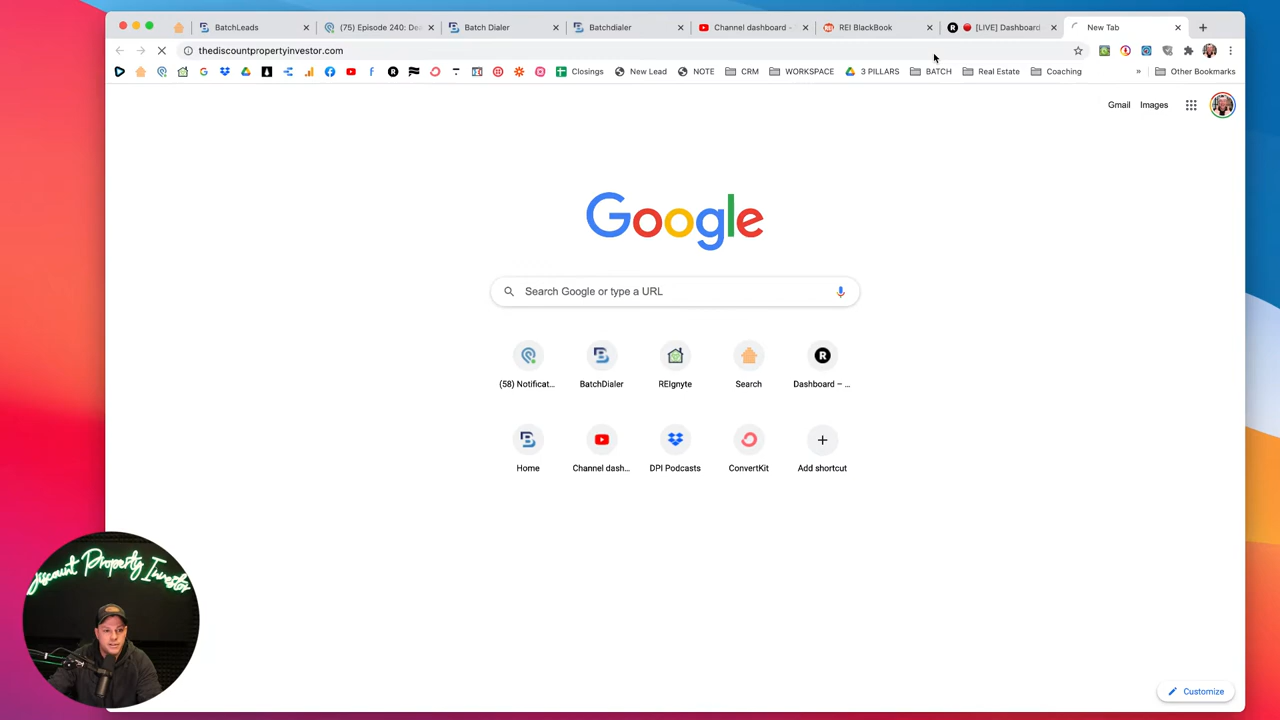 BatchLeads
(75) Episode 240: De
Batch Dialer
Batchdialer
Channel dashboard -
REI BlackBook
[LIVE] Dashboard
New Tab
thediscountpropertyinvestor.com
Closings
New Lead
NOTE
CRM
WORKSPACE
3 PILLARS
BATCH
Real Estate
Coaching
»
Other Bookmarks
Gmail
Images
Google
Search Google or type a URL
(58) Notificat...
BatchDialer
REIgnyte
Search
Dashboard – ...
Home
Channel dash...
DPI Podcasts
ConvertKit
Add shortcut
Discount Property Investor
Customize